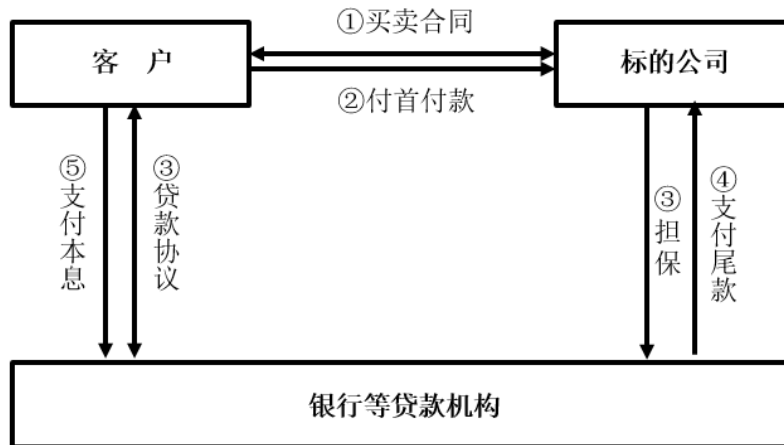 ①买卖合同
客 户
标的公司
②付首付款
⑤支付本息
③贷款协议
③担保
④支付尾款
银行等贷款机构